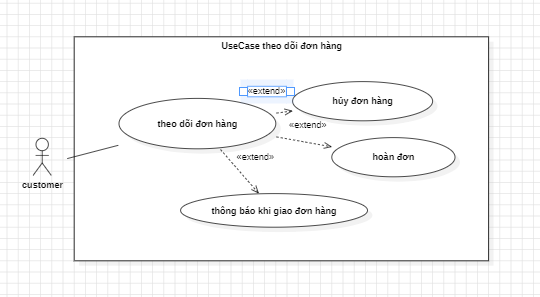 UseCase theo dõi đơn hàng
«extend»
hủy đơn hàng
theo dõi đơn hàng
«extend»
hoàn đơn
«extend»
customer
thông báo khi giao đơn hàng